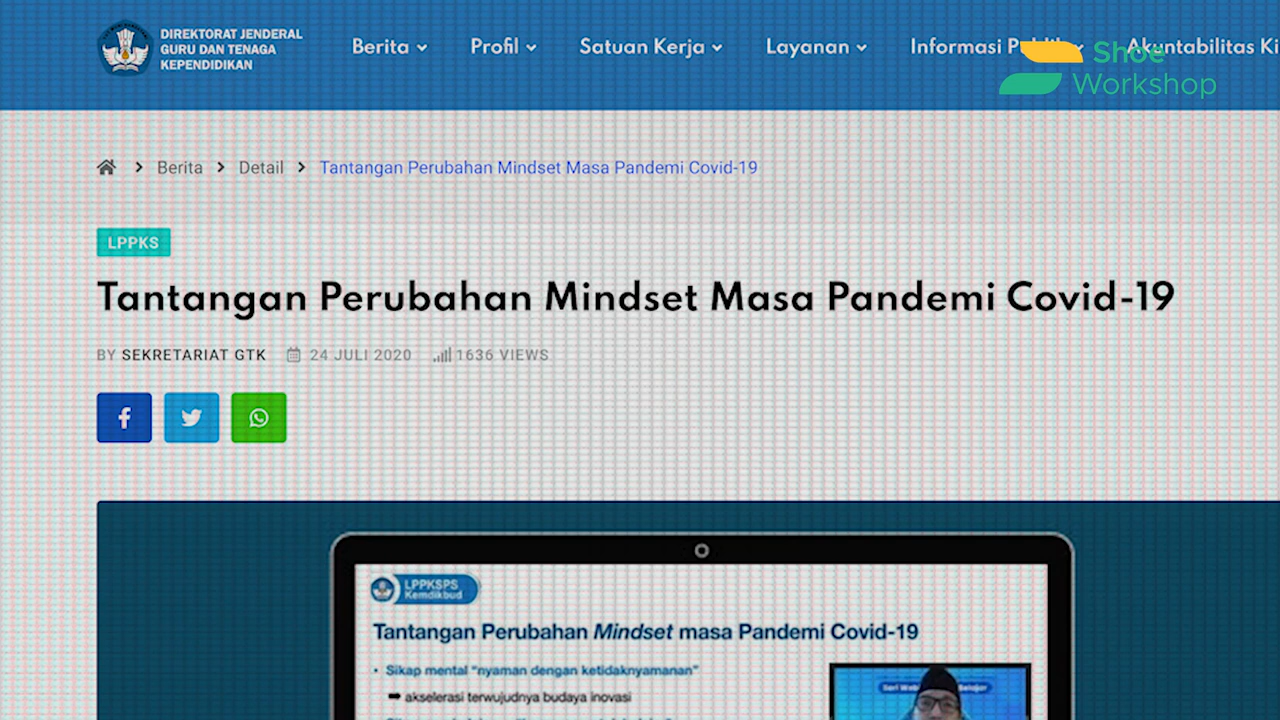 DIREKTORAT JENDERAL
GURU DAN TENAGA
KEPENDIDIKAN
Berita
Profil
Satuan Kerja
Layanan
Informasi
Akuntabilitas
Shoe
Workshop
Berita
Detail
Tantangan Perubahan Mindset Masa Pandemi Covid-19
LPPKS
Tantangan Perubahan Mindset Masa Pandemi Covid-19
BY SEKRETARIAT GTK 24 JULI 2020 1636 VIEWS
LPPKSPS
Kemdikbud
Tantangan Perubahan Mindset masa Pandemi Covid-19
• Sikap mental "nyaman dengan ketidaknyamanan"
➡ akselerasi terwujudnya budaya inovasi